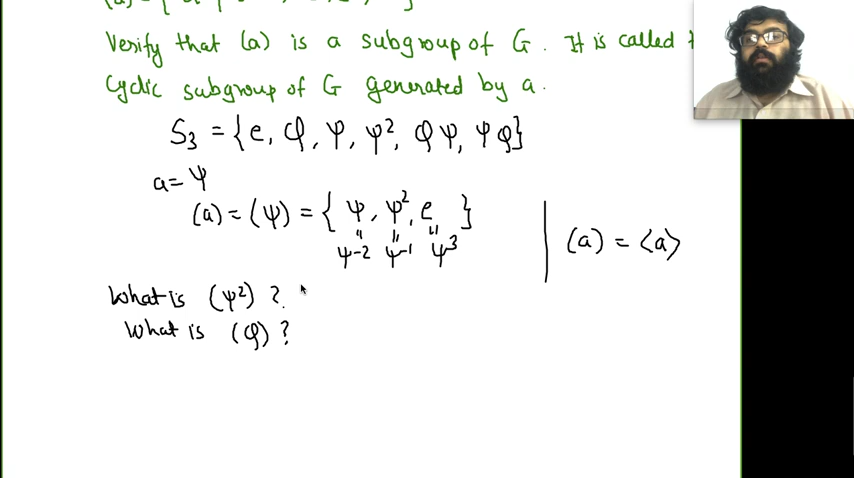 Verify that (a) is a subgroup of G. It is called
Cyclic subgroup of G generated by a.
S₃ = {e, φ, ψ, ψ², φψ, ψφ}
a = ψ
(a) = (ψ) = { ψ, ψ², e }
ψ-2 ψ-1 ψ³
(a) = <a>
What is (ψ²) ?
What is (φ) ?